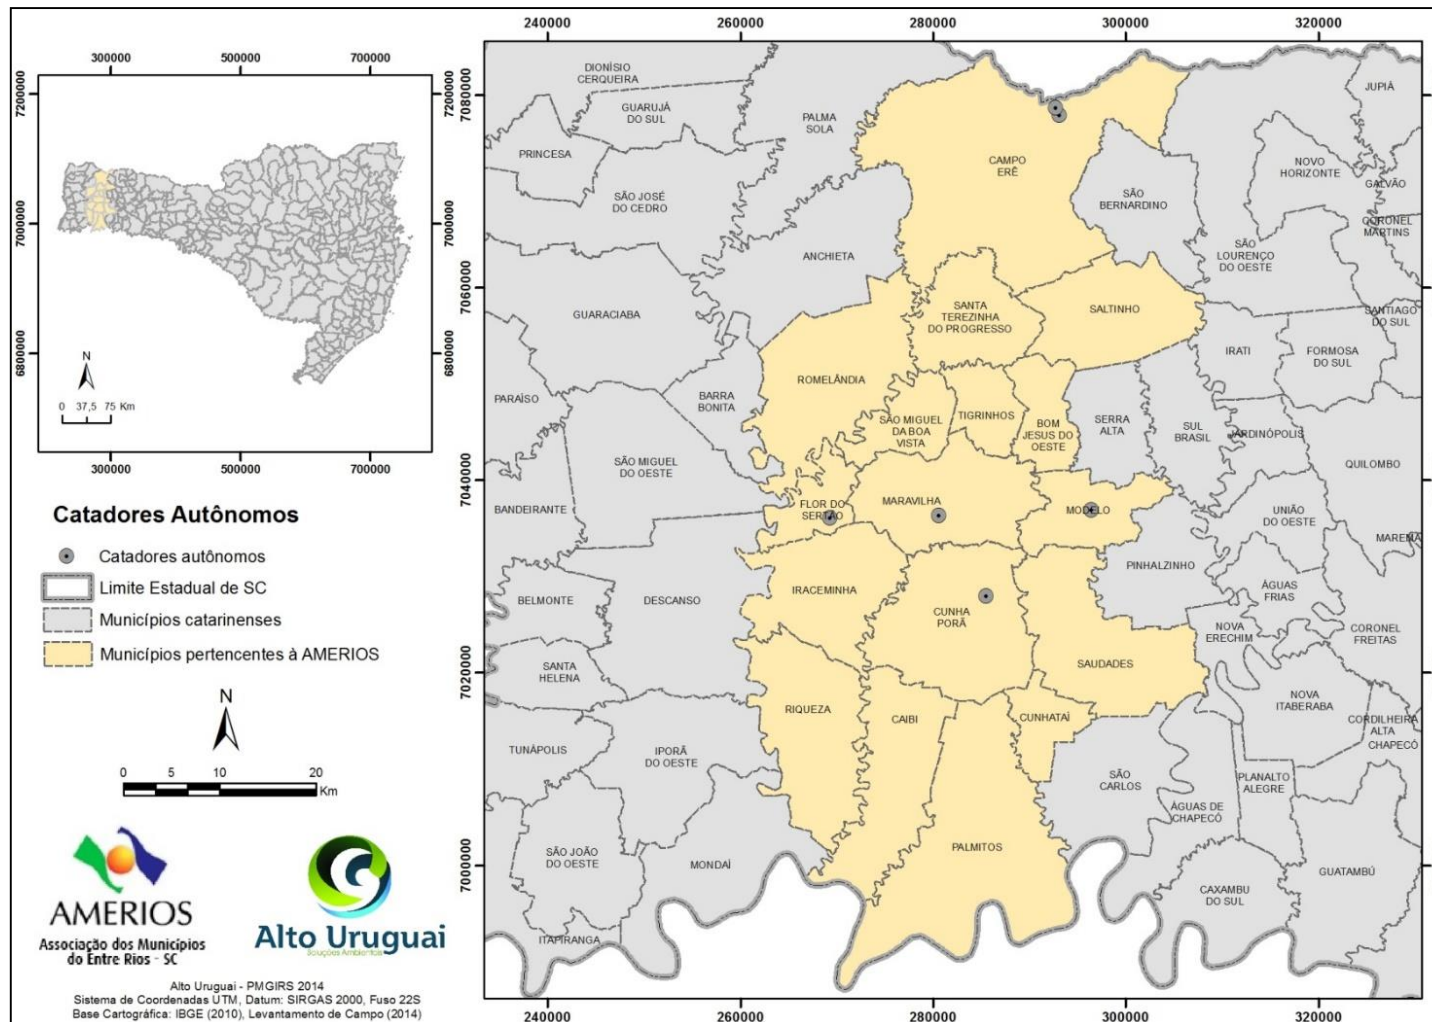 300000 500000 700000
7200000
7000000
6800000
7200000
7000000
6800000
N
0 37,5 75 Km
300000 500000 700000
Catadores Autônomos
Catadores autônomos
Limite Estadual de SC
Municípios catarinenses
Municípios pertencentes à AMERIOS
N
0 5 10 20
Km
AMERIOS
Associação dos Municípios
do Entre Rios - SC
Alto Uruguai
Soluções Ambientais
Alto Uruguai - PMGIRS 2014
Sistema de Coordenadas UTM, Datum: SIRGAS 2000, Fuso 22S
Base Cartográfica: IBGE (2010), Levantamento de Campo (2014)
240000 260000 280000 300000 320000
7080000
7060000
7040000
7020000
7000000
DIONÍSIO
CERQUEIRA
GUARUJÁ
DO SUL
PALMA
SOLA
JUPIÁ
PRINCESA
CAMPO
ERÊ
NOVO
HORIZONTE
SÃO JOSÉ
DO CEDRO
SÃO
BERNARDINO
GALVÃO
CORONEL
MARTINS
ANCHIETA
SÃO
LOURENÇO
DO OESTE
GUARACIABA
SANTA
TEREZINHA
DO PROGRESSO
SALTINHO
SANTIAGO
DO SUL
IRATI
FORMOSA
DO SUL
ROMELÂNDIA
PARAÍSO
BARRA
BONITA
SÃO MIGUEL
DA BOA
VISTA
TIGRINHOS
BOM
JESUS DO
OESTE
SERRA
ALTA
SUL
BRASIL
JARDINÓPOLIS
SÃO MIGUEL
DO OESTE
QUILOMBO
BANDEIRANTE
FLOR DO
SERTÃO
MARAVILHA
MODELO
UNIÃO
DO OESTE
MAREMA
PINHALZINHO
BELMONTE
DESCANSO
IRACEMINHA
CUNHA
PORÃ
ÁGUAS
FRIAS
NOVA
ERECHIM
CORONEL
FREITAS
SANTA
HELENA
SAUDADES
NOVA
ITABERABA
RIQUEZA
CAIBI
CUNHATAÍ
CORDILHEIRA
ALTA
CHAPECÓ
TUNÁPOLIS
IPORÃ
DO OESTE
SÃO
CARLOS
PLANALTO
ALEGRE
ÁGUAS DE
CHAPECÓ
SÃO JOÃO
DO OESTE
MONDAÍ
PALMITOS
GUATAMBÚ
CAXAMBU
DO SUL
ITAPIRANGA
240000 260000 280000 300000 320000